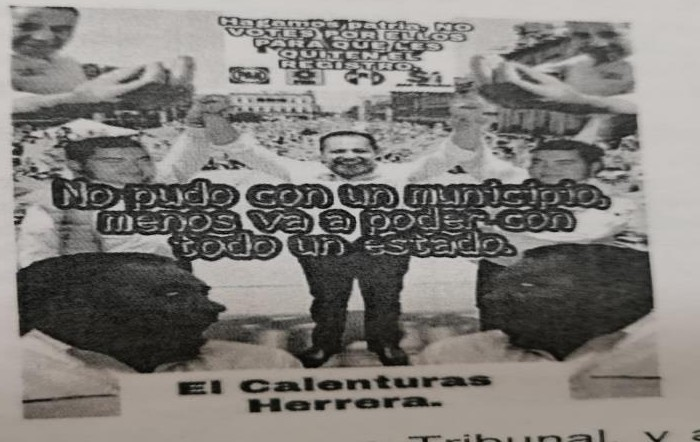 Hagamos patria, NO
VOTES POR ELLOS
PARA QUE LES
QUITEN EL
REGISTRO.
No pudo con un municipio,
menos va a poder con
todo un estado.
El Calenturas
Herrera.
Tribunal, y a